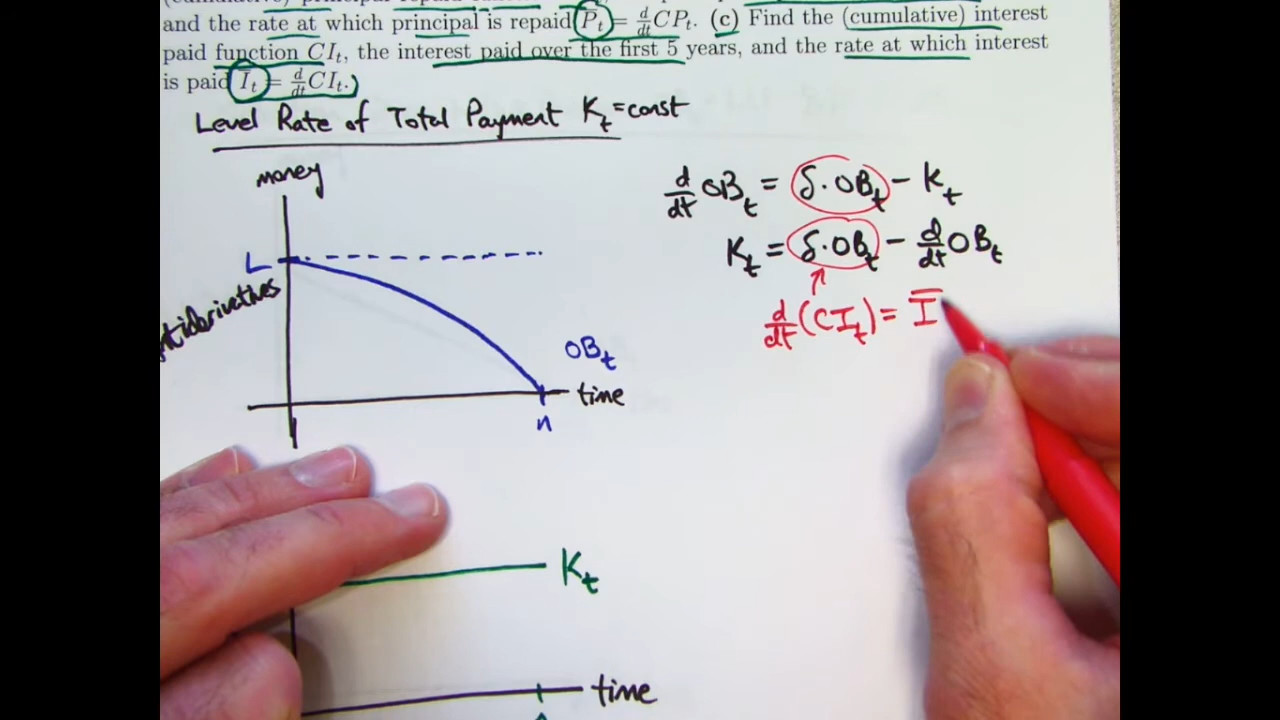 and the rate at which principal is repaid P_t = d/dt CP_t. (c) Find the (cumulative) interest
paid function CI_t, the interest paid over the first 5 years, and the rate at which interest
is paid I_t = d/dt CI_t.)
Level Rate of Total Payment K_t = const
money
L
antiderivatives
OB_t
time
n
d/dt OB_t = δ·OB_t − K_t
K_t = δ·OB_t − d/dt OB_t
d/dt (CI_t) = I
K_t
time